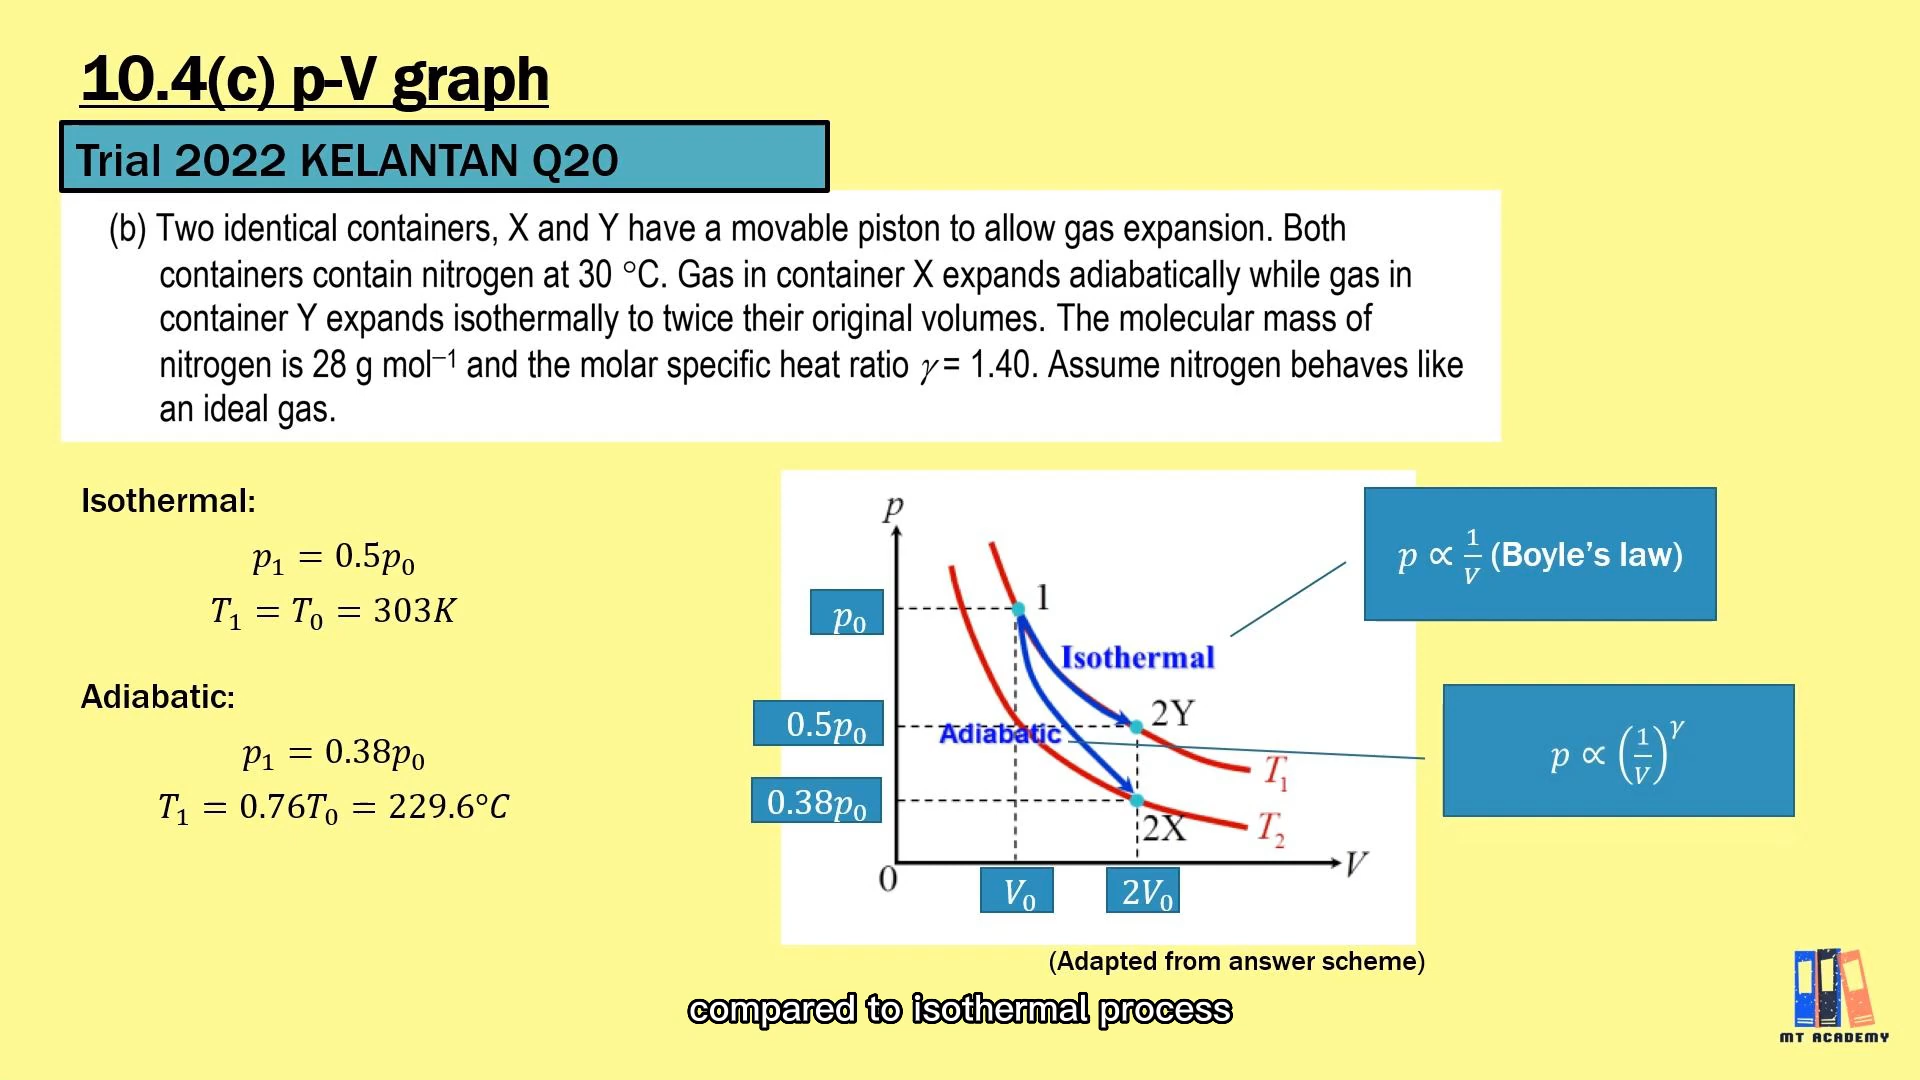 10.4(c) p-V graph
Trial 2022 KELANTAN Q20
(b) Two identical containers, X and Y have a movable piston to allow gas expansion. Both
containers contain nitrogen at 30 °C. Gas in container X expands adiabatically while gas in
container Y expands isothermally to twice their original volumes. The molecular mass of
nitrogen is 28 g mol⁻¹ and the molar specific heat ratio γ = 1.40. Assume nitrogen behaves like
an ideal gas.
Isothermal:
p₁ = 0.5p₀
T₁ = T₀ = 303K
Adiabatic:
p₁ = 0.38p₀
T₁ = 0.76T₀ = 229.6°C
p
p₀
1
Isothermal
0.5p₀
2Y
Adiabatic
T₁
0.38p₀
2X
T₂
0
V
V₀
2V₀
p ∝ 1/V (Boyle's law)
p ∝ (1/V)^γ
(Adapted from answer scheme)
compared to isothermal process
MT ACADEMY